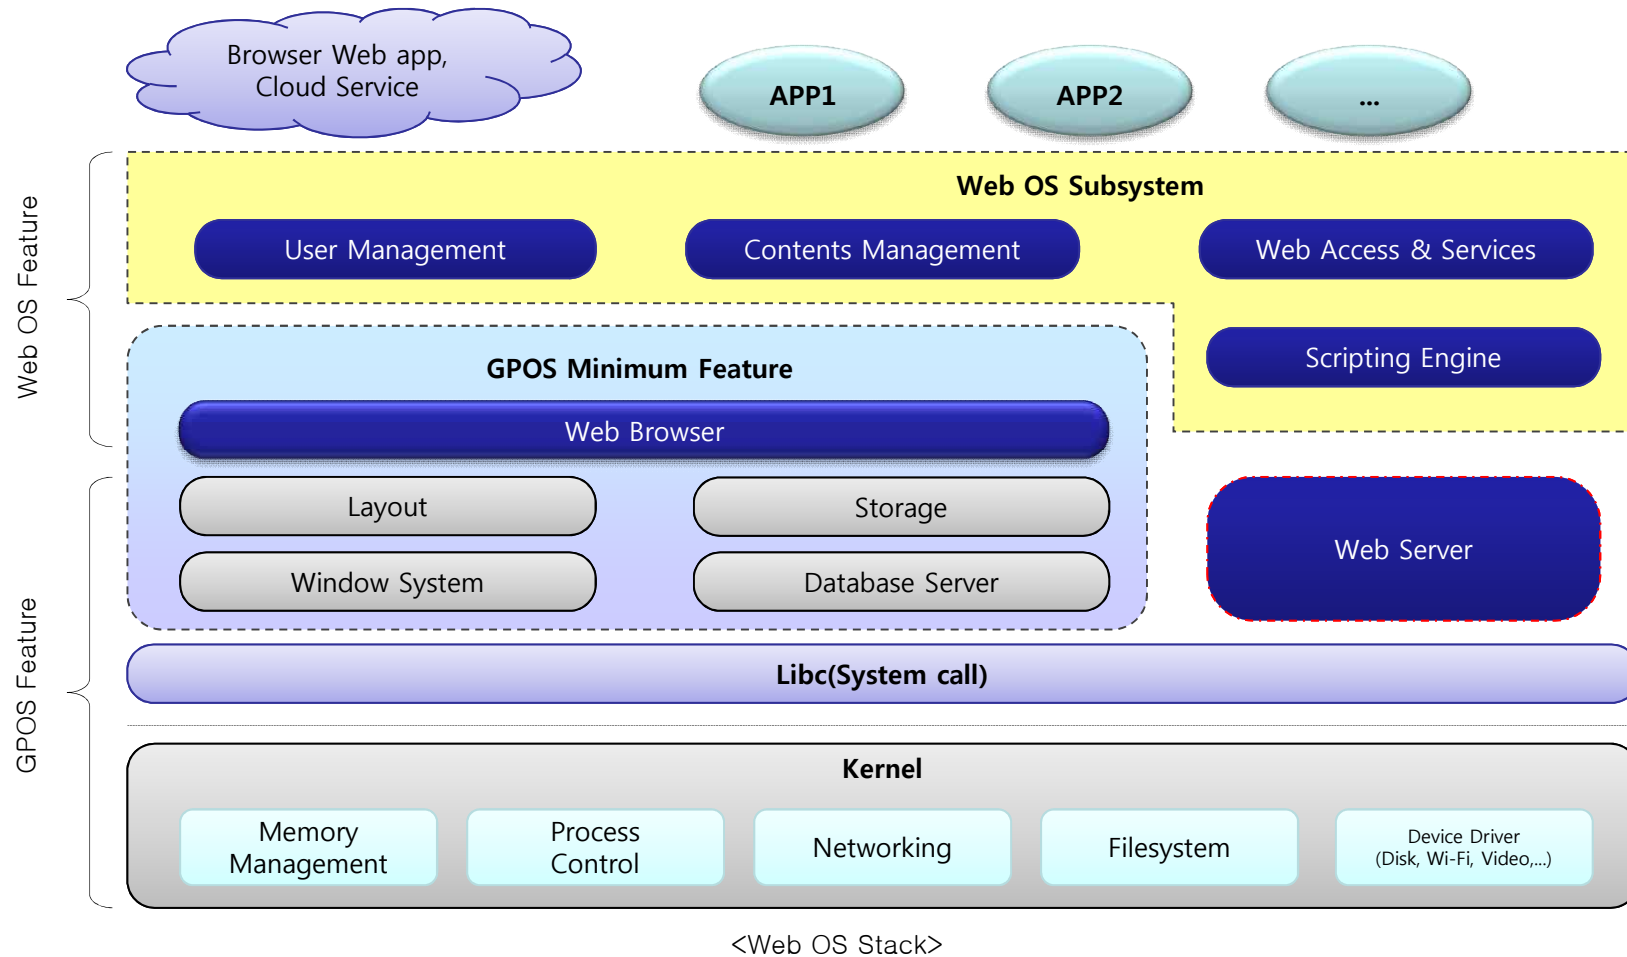 Browser Web app,
Cloud Service
APP1
APP2
...
Web OS Feature
Web OS Subsystem
User Management
Contents Management
Web Access & Services
Scripting Engine
GPOS Minimum Feature
Web Browser
Layout
Storage
Window System
Database Server
Web Server
GPOS Feature
Libc(System call)
Kernel
Memory
Management
Process
Control
Networking
Filesystem
Device Driver
(Disk, Wi-Fi, Video,...)
<Web OS Stack>